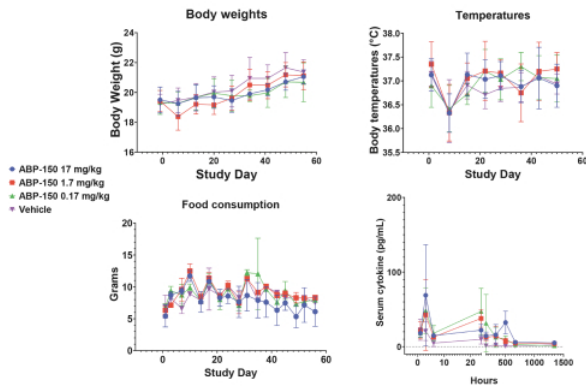 Body weights
Body Weight (g)
22
21
20
19
18
0
20
40
60
Study Day
Temperatures
Body temperatures (°C)
38.0
37.5
37.0
36.5
36.0
35.5
0
20
40
60
Study Day
ABP-150 17 mg/kg
ABP-150 1.7 mg/kg
ABP-150 0.17 mg/kg
Vehicle
Food consumption
Grams
20
15
10
5
0
0
20
40
60
Study Day
Serum cytokine (pg/mL)
200
150
100
50
0
0
10
20
500
1000
1500
Hours